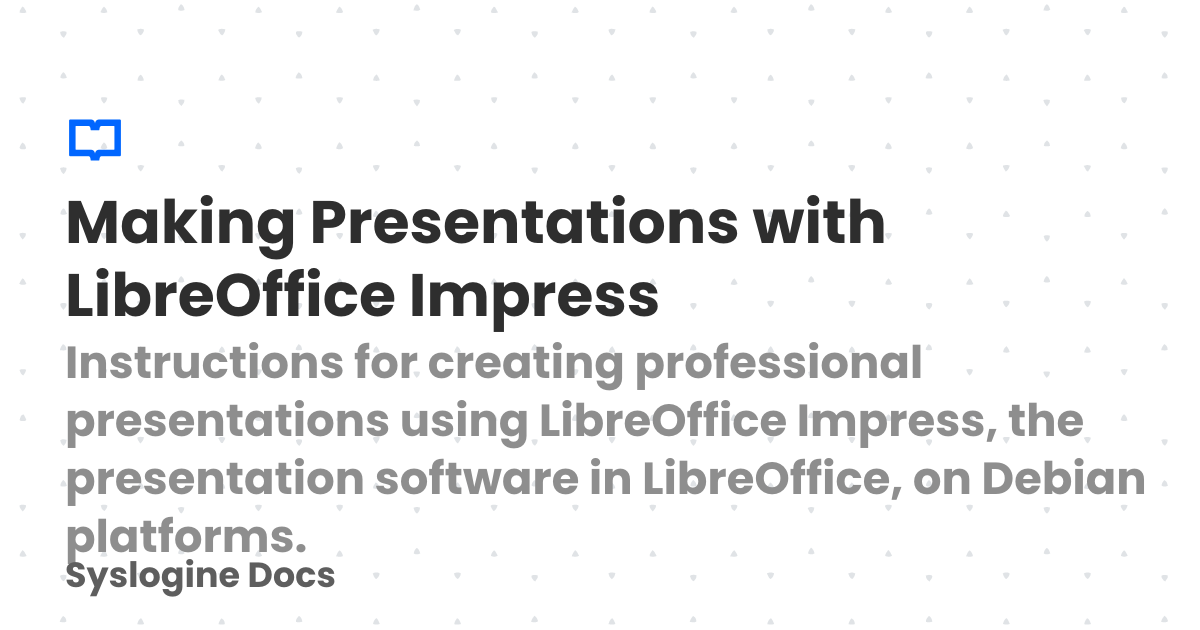 Making Presentations with
LibreOffice Impress
Instructions for creating professional
presentations using LibreOffice Impress, the
presentation software in LibreOffice, on Debian
platforms.
Syslogine Docs